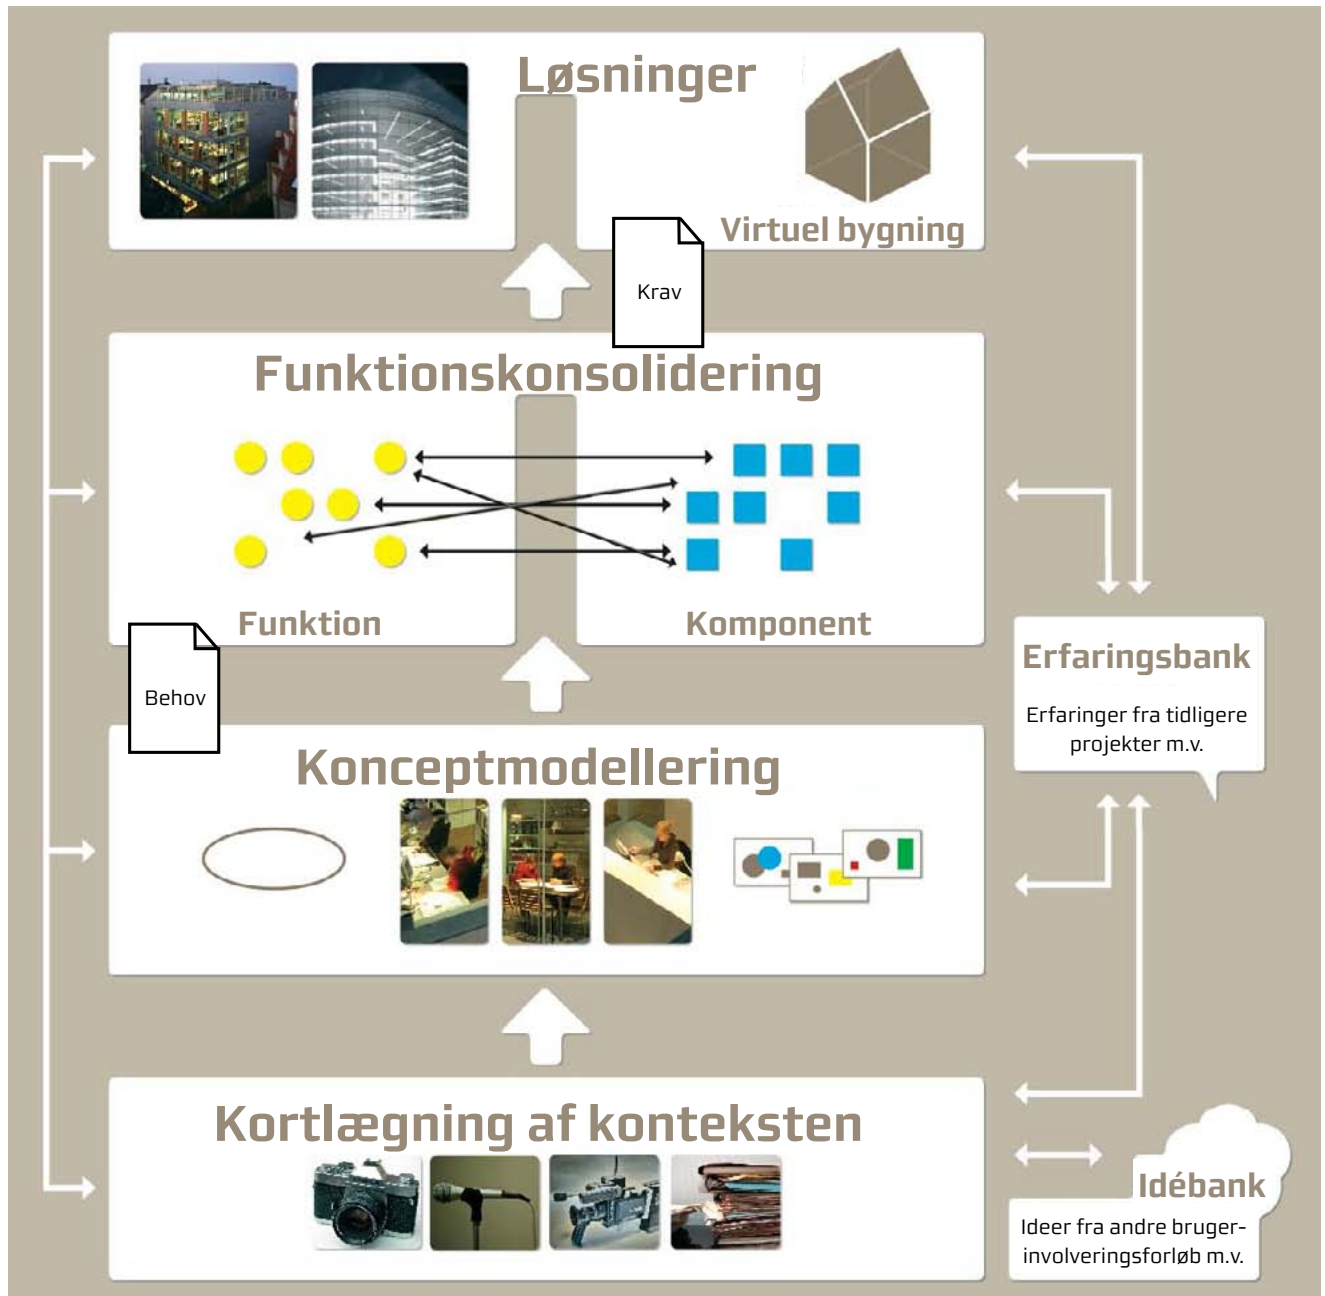 Løsninger
Virtuel bygning
Krav
Funktionskonsolidering
Funktion
Komponent
Behov
Erfaringsbank
Erfaringer fra tidligere
projekter m.v.
Konceptmodellering
Kortlægning af konteksten
Idébank
Ideer fra andre bruger-
involveringsforløb m.v.